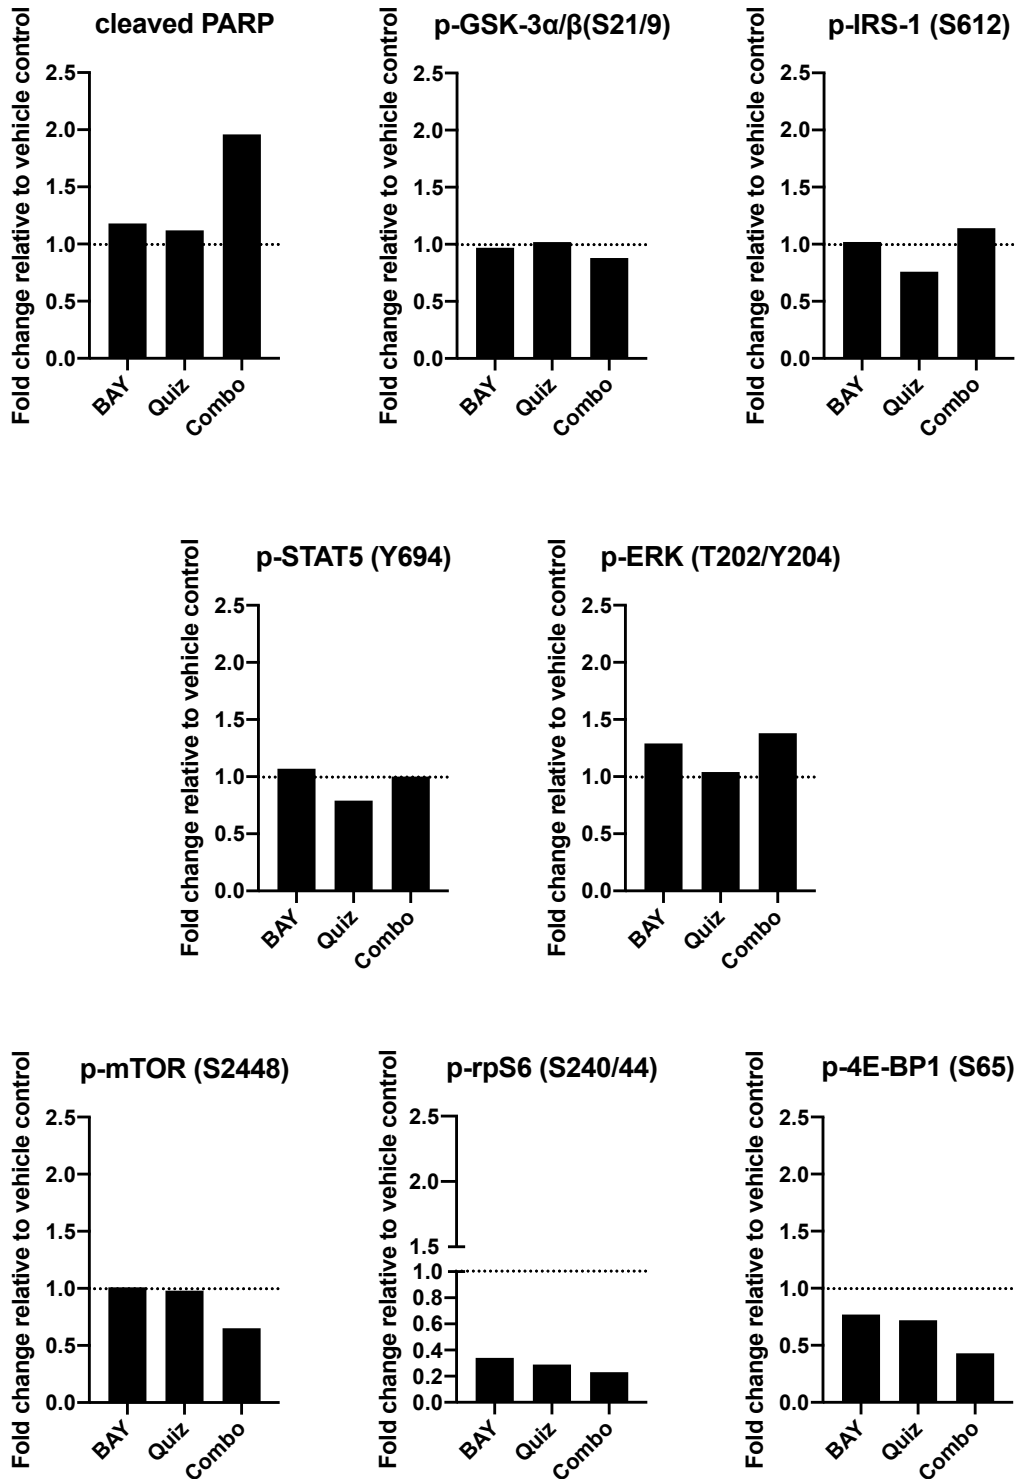 cleaved PARP
Fold change relative to vehicle control
2.5
2.0
1.5
1.0
0.5
0.0
BAY
Quiz
Combo
p-GSK-3α/β(S21/9)
Fold change relative to vehicle control
2.5
2.0
1.5
1.0
0.5
0.0
BAY
Quiz
Combo
p-IRS-1 (S612)
Fold change relative to vehicle control
2.5
2.0
1.5
1.0
0.5
0.0
BAY
Quiz
Combo
p-STAT5 (Y694)
Fold change relative to vehicle control
2.5
2.0
1.5
1.0
0.5
0.0
BAY
Quiz
Combo
p-ERK (T202/Y204)
Fold change relative to vehicle control
2.5
2.0
1.5
1.0
0.5
0.0
BAY
Quiz
Combo
p-mTOR (S2448)
Fold change relative to vehicle control
2.5
2.0
1.5
1.0
0.5
0.0
BAY
Quiz
Combo
p-rpS6 (S240/44)
Fold change relative to vehicle control
2.5
2.0
1.5
1.0
0.8
0.6
0.4
0.2
0.0
BAY
Quiz
Combo
p-4E-BP1 (S65)
Fold change relative to vehicle control
2.5
2.0
1.5
1.0
0.5
0.0
BAY
Quiz
Combo